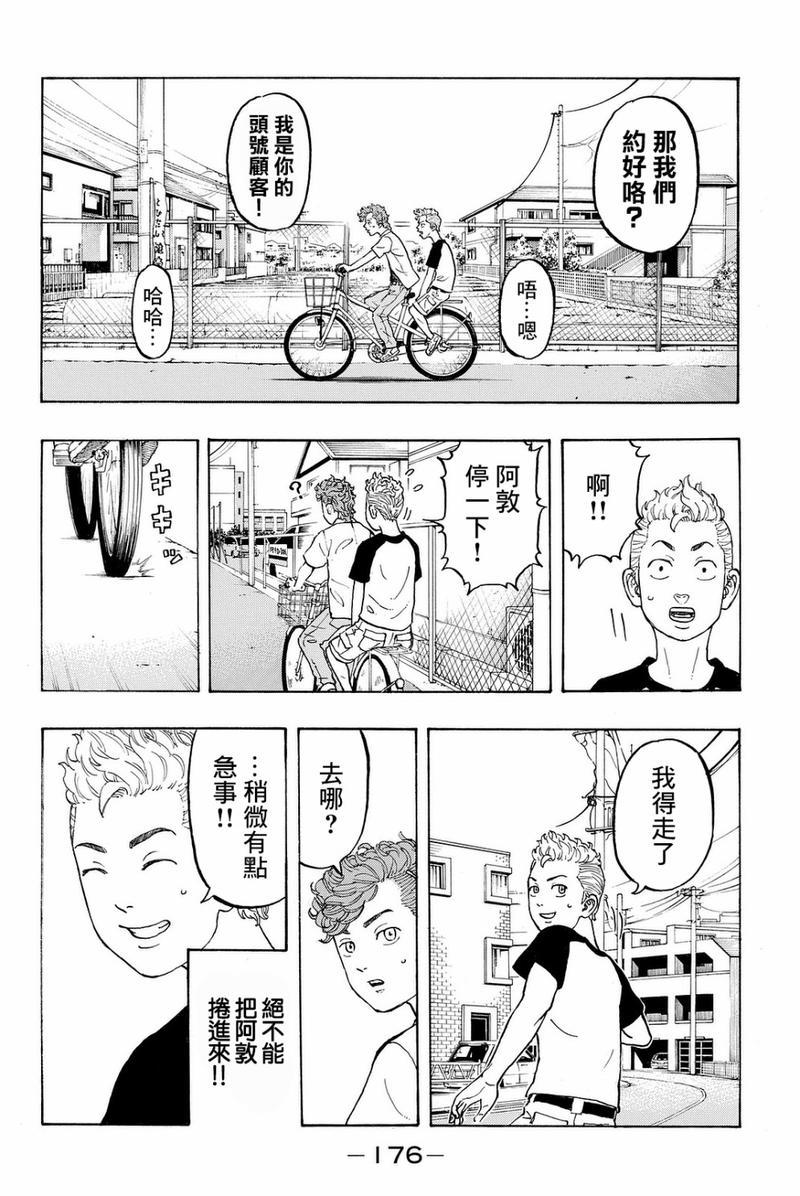 那我們
約好咯？
唔…嗯
我是你的
頭號顧客！
哈哈…
啊!!
阿敦
停一下！
?
キキ
我得走了
去哪？
…稍微有點
急事!!
絕不能
把阿敦
捲進來!!
－176－